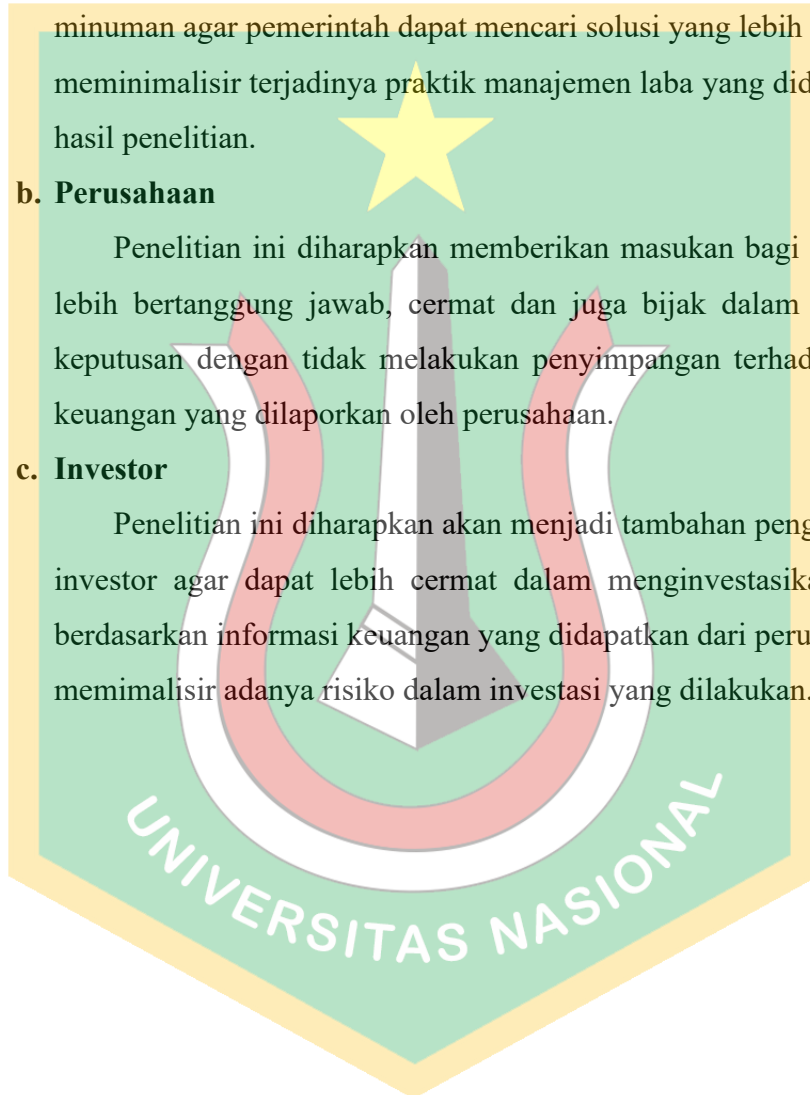 minuman agar pemerintah dapat mencari solusi yang lebih
meminimalisir terjadinya praktik manajemen laba yang did
hasil penelitian.
b. Perusahaan
Penelitian ini diharapkan memberikan masukan bagi
lebih bertanggung jawab, cermat dan juga bijak dalam
keputusan dengan tidak melakukan penyimpangan terhad
keuangan yang dilaporkan oleh perusahaan.
c. Investor
Penelitian ini diharapkan akan menjadi tambahan peng
investor agar dapat lebih cermat dalam menginvestasik
berdasarkan informasi keuangan yang didapatkan dari peru
memimalisir adanya risiko dalam investasi yang dilakukan.
UNIVERSITAS NASIONAL